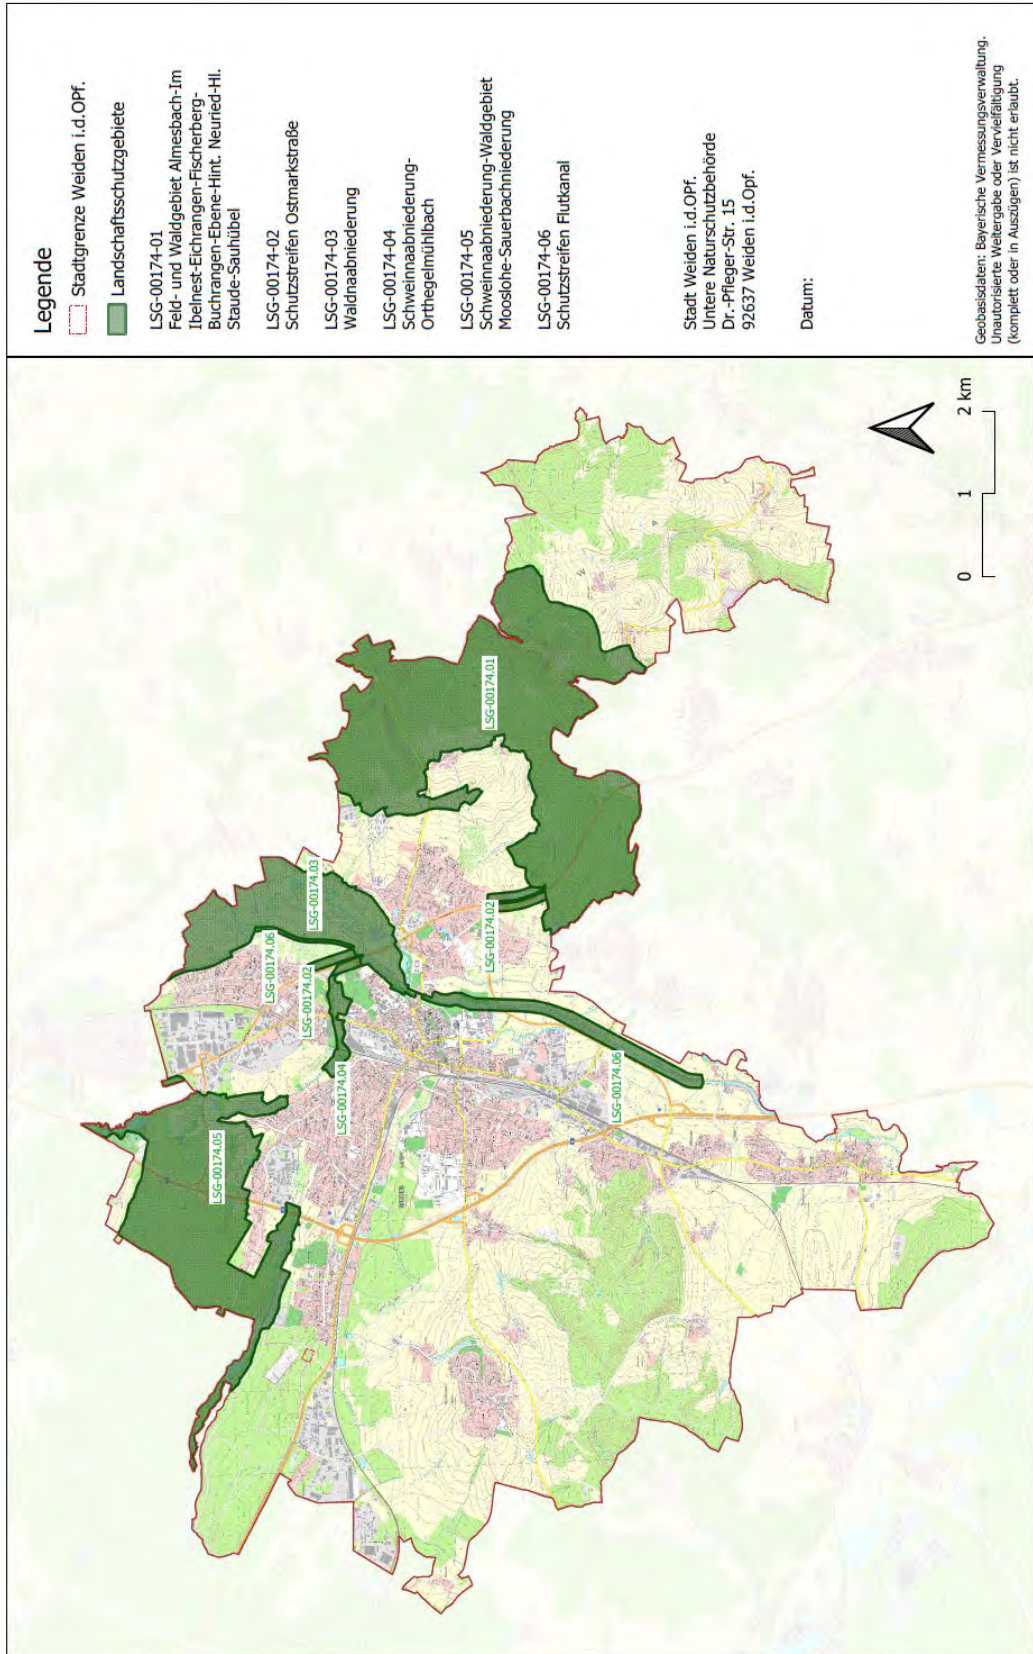 Legende
Stadtgrenze Weiden i.d.OPf.
Landschaftsschutzgebiete
LSG-00174-01
Feld- und Waldgebiet Almesbach-Im
Ibelnest-Eichrangen-Fischerberg-
Buchrangen-Ebene-Hint. Neuried-Hl.
Staude-Sauhübel
LSG-00174-02
Schutzstreifen Ostmarkstraße
LSG-00174-03
Waldnaabniederung
LSG-00174-04
Schweinnaabniederung-
Orthegelmühlbach
LSG-00174-05
Schweinnaabniederung-Waldgebiet
Mooslohe-Sauerbachniederung
LSG-00174-06
Schutzstreifen Flutkanal
Stadt Weiden i.d.OPf.
Untere Naturschutzbehörde
Dr.-Pfleger-Str. 15
92637 Weiden i.d.Opf.
Datum:
Geobasisdaten: Bayerische Vermessungsverwaltung.
Unautorisierte Weitergabe oder Vervielfältigung
(komplett oder in Auszügen) ist nicht erlaubt.
LSG-00174.05
LSG-00174.06
LSG-00174.02
LSG-00174.03
LSG-00174.04
LSG-00174.01
LSG-00174.02
LSG-00174.06
WEIDEN
0 1 2 km